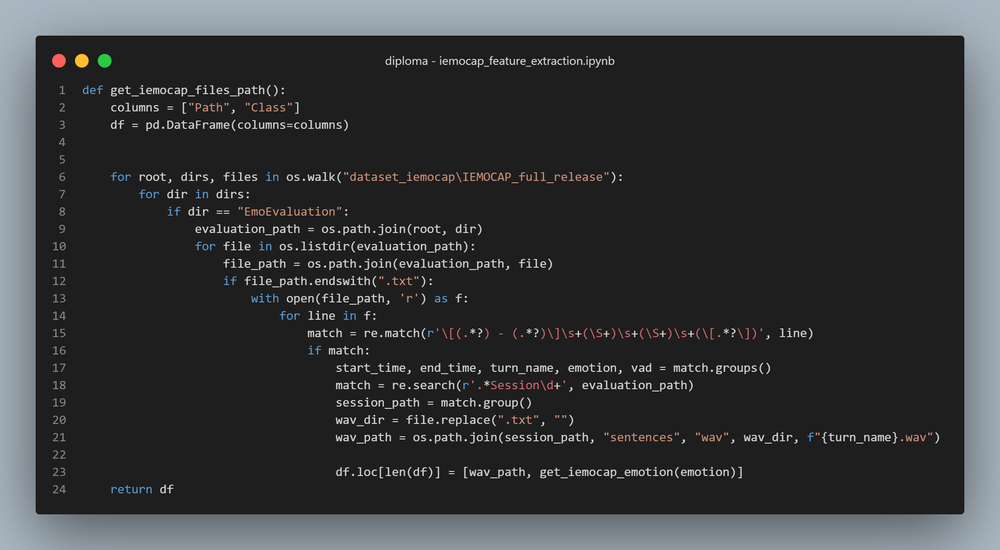 diploma - iemocap_feature_extraction.ipynb
1 def get_iemocap_files_path():
2     columns = ["Path", "Class"]
3     df = pd.DataFrame(columns=columns)
4
5
6     for root, dirs, files in os.walk("dataset_iemocap\IEMOCAP_full_release"):
7         for dir in dirs:
8             if dir == "EmoEvaluation":
9                 evaluation_path = os.path.join(root, dir)
10                 for file in os.listdir(evaluation_path):
11                     file_path = os.path.join(evaluation_path, file)
12                     if file_path.endswith(".txt"):
13                         with open(file_path, 'r') as f:
14                             for line in f:
15                                 match = re.match(r'\[(.*?) - (.*?)\]\s+(\S+)\s+(\S+)\s+(\[.*?\])', line)
16                                 if match:
17                                     start_time, end_time, turn_name, emotion, vad = match.groups()
18                                     match = re.search(r'.*Session\d+', evaluation_path)
19                                     session_path = match.group()
20                                     wav_dir = file.replace(".txt", "")
21                                     wav_path = os.path.join(session_path, "sentences", "wav", wav_dir, f"{turn_name}.wav")
22
23                                     df.loc[len(df)] = [wav_path, get_iemocap_emotion(emotion)]
24     return df